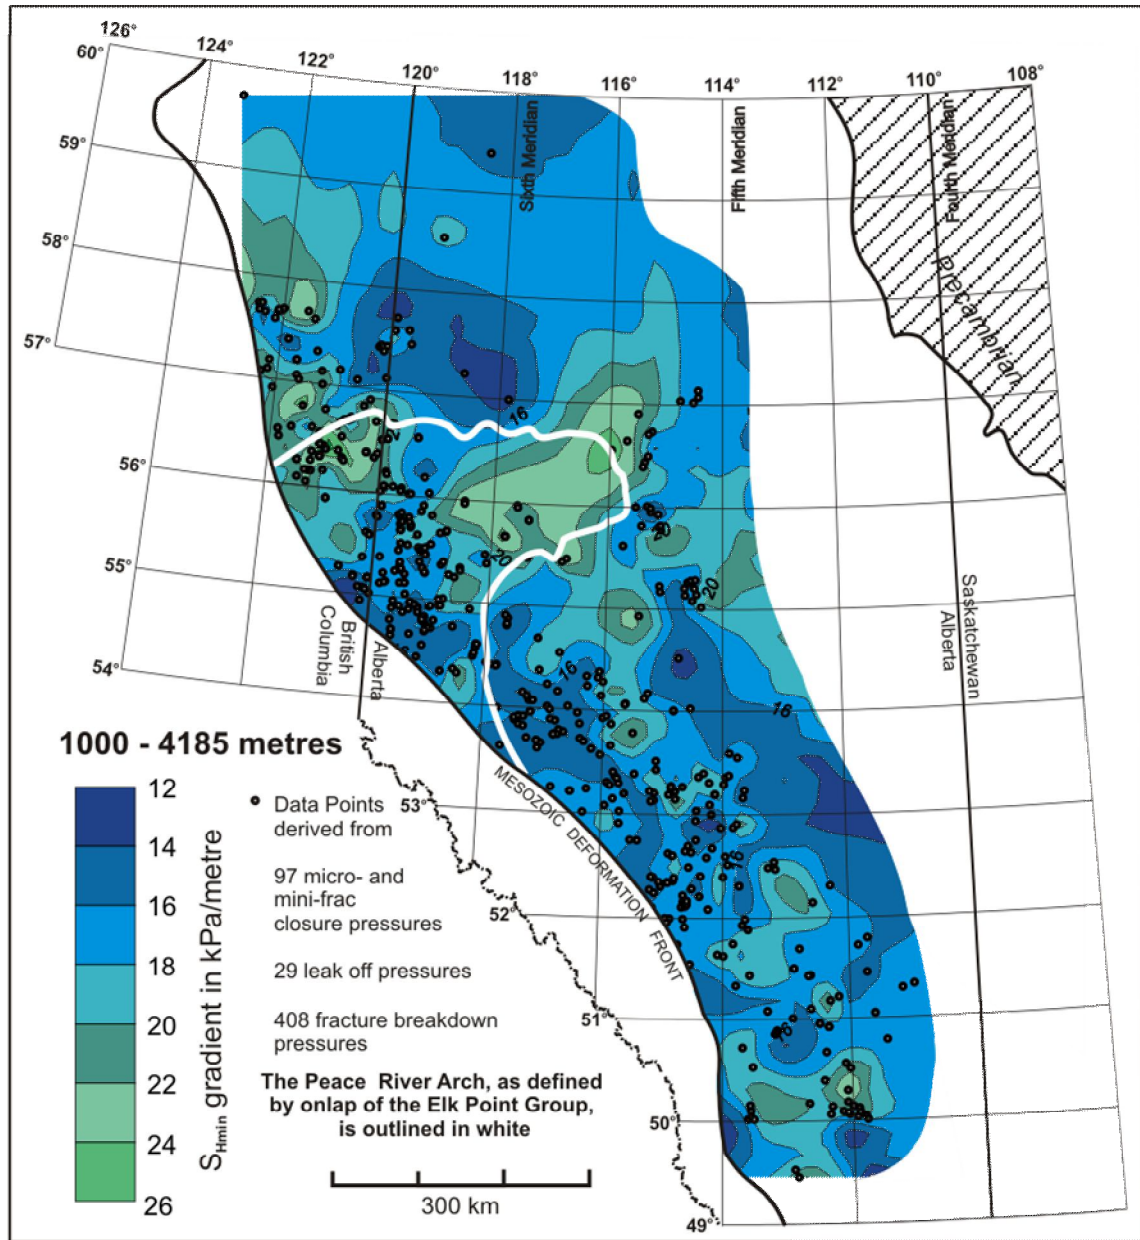 126°
124°
122°
120°
118°
116°
114°
112°
110°
108°
60°
59°
58°
57°
56°
55°
54°
53°
52°
51°
50°
49°
Sixth Meridian
Fifth Meridian
Fourth Meridian
Precambrian
16
20
20
20
20
16
16
16
16
British
Columbia
Alberta
Saskatchewan
Alberta
MESOZOIC DEFORMATION FRONT
1000 - 4185 metres
12
14
16
18
20
22
24
26
SHmin gradient in kPa/metre
Data Points
derived from
97 micro- and
mini-frac
closure pressures
29 leak off pressures
408 fracture breakdown
pressures
The Peace River Arch, as defined
by onlap of the Elk Point Group,
is outlined in white
300 km